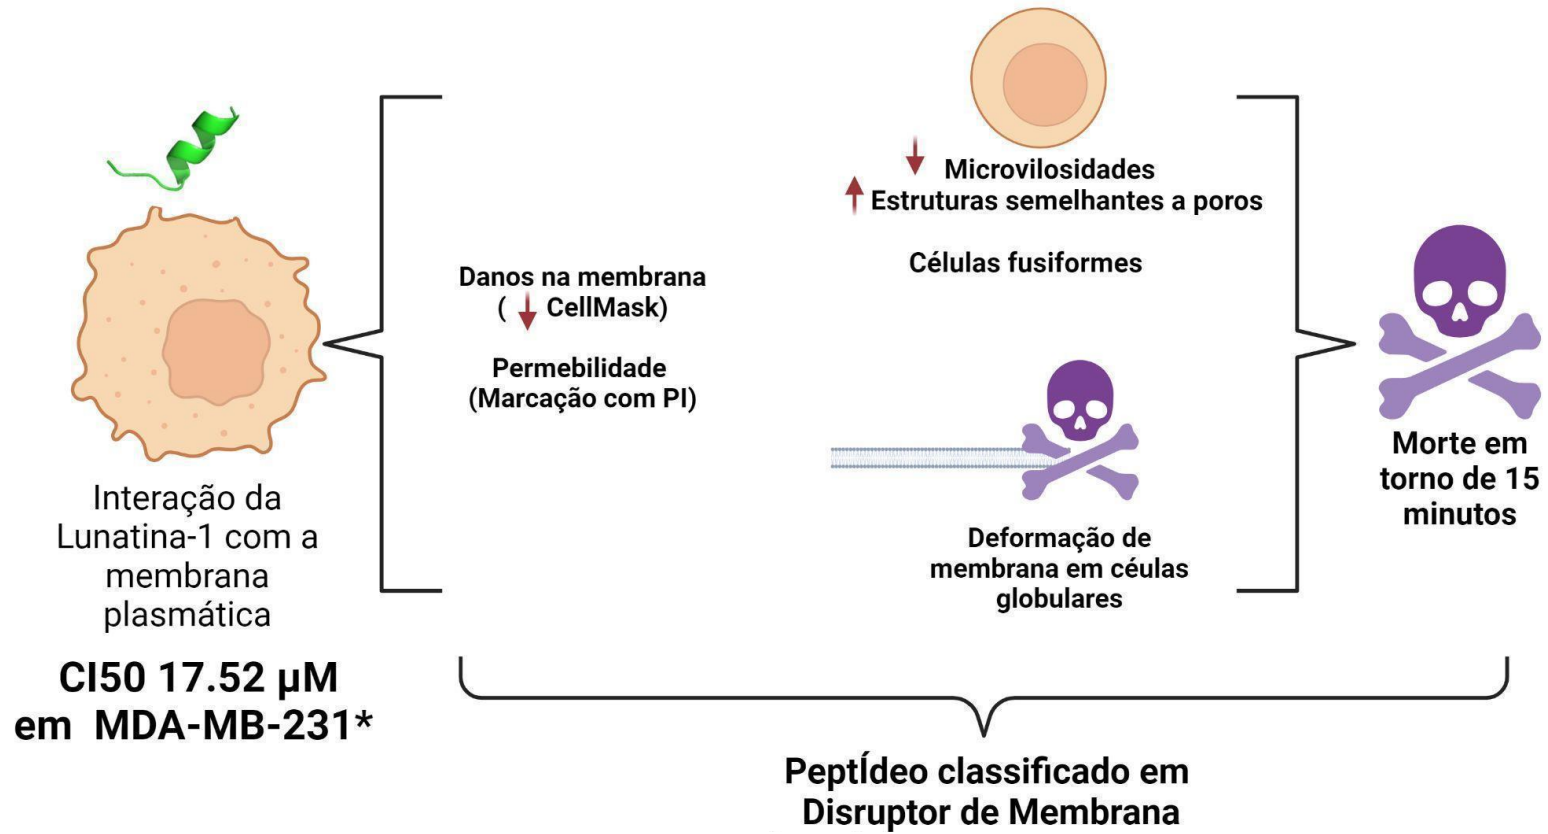 Interação da
Lunatina-1 com a
membrana
plasmática
CI50 17.52 µM
em MDA-MB-231*
Danos na membrana
( CellMask)
Permebilidade
(Marcação com PI)
Microvilosidades
Estruturas semelhantes a poros
Células fusiformes
Deformação de
membrana em céulas
globulares
Morte em
torno de 15
minutos
PeptÍdeo classificado em
Disruptor de Membrana